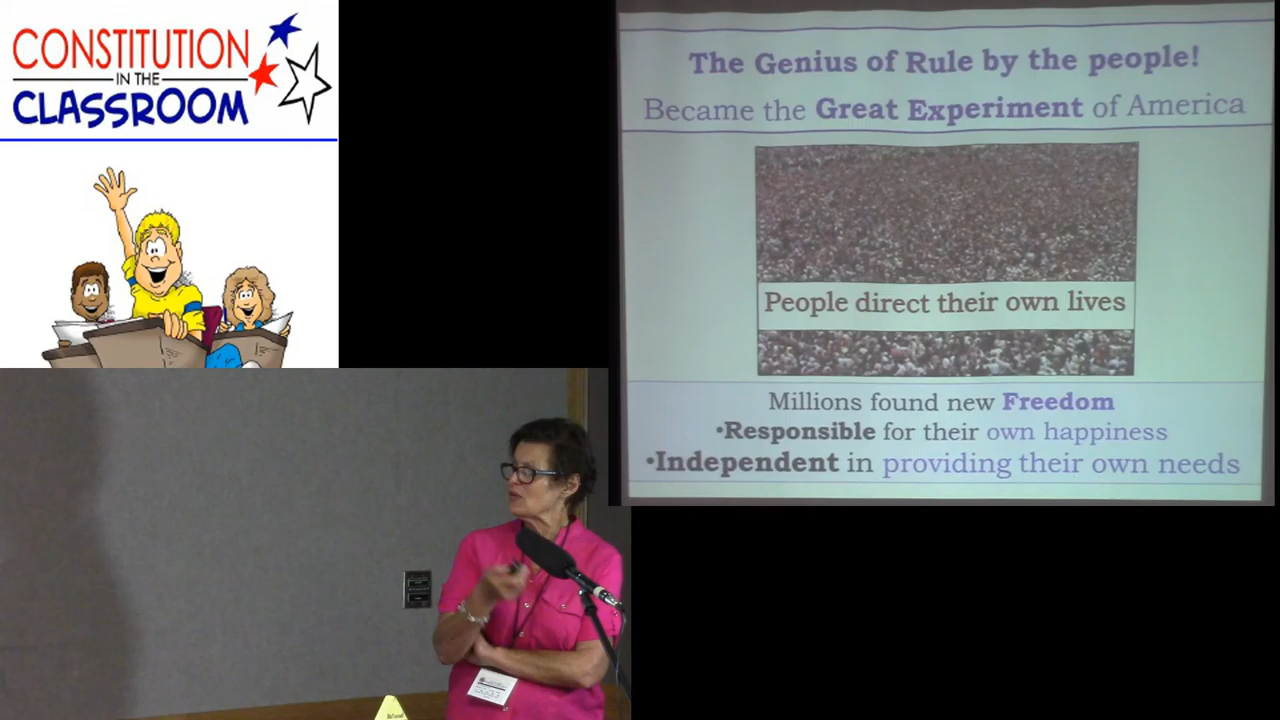 CONSTITUTION
IN THE
CLASSROOM
The Genius of Rule by the people!
Became the Great Experiment of America
People direct their own lives
Millions found new Freedom
•Responsible for their own happiness
•Independent in providing their own needs